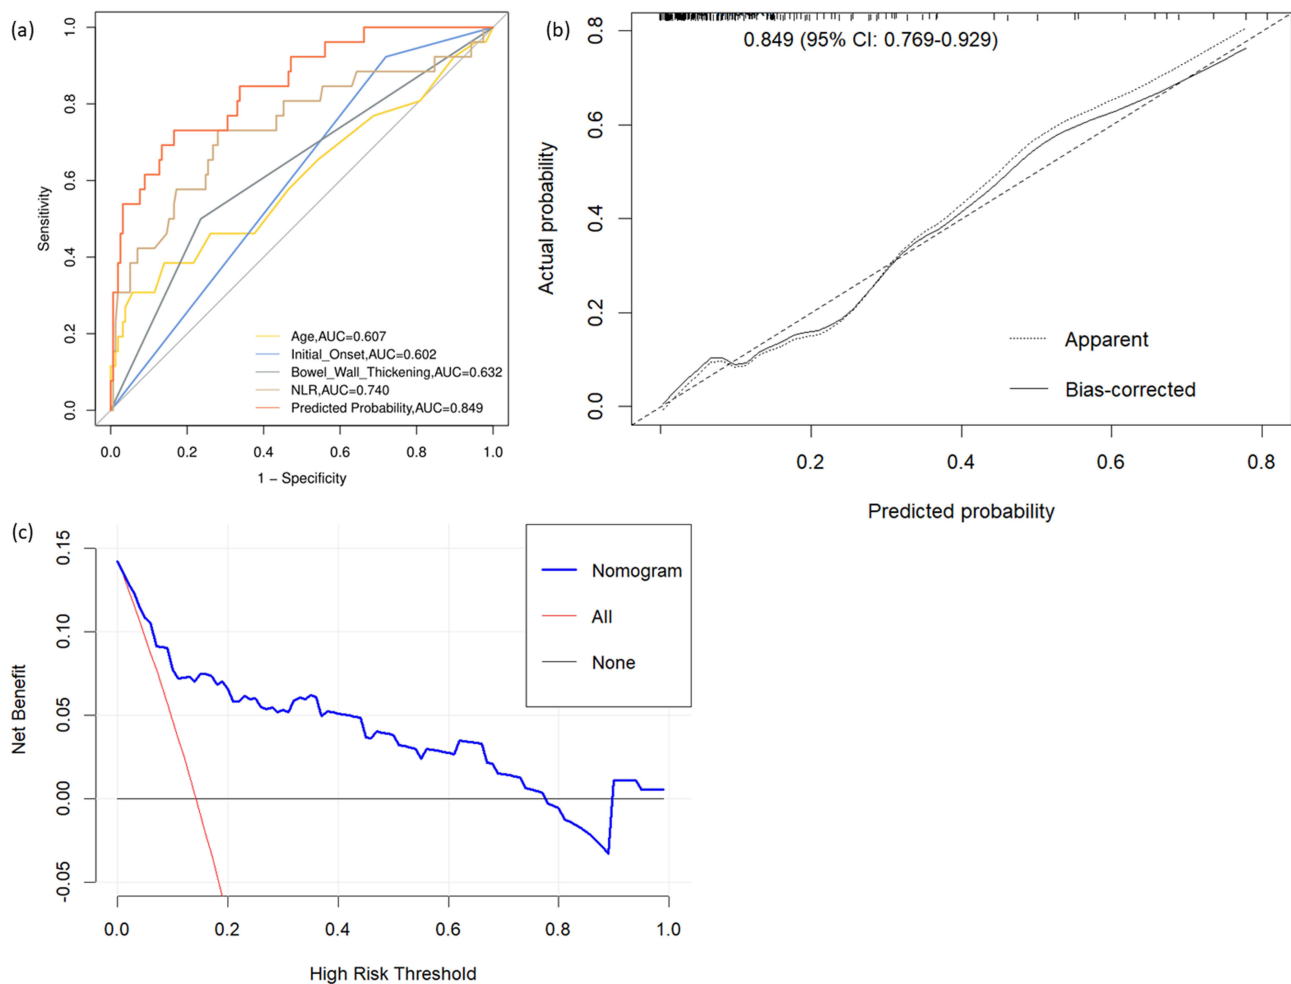 (a)
Sensitivity
1.0
0.8
0.6
0.4
0.2
0.0
Age,AUC=0.607
Initial_Onset,AUC=0.602
Bowel_Wall_Thickening,AUC=0.632
NLR,AUC=0.740
Predicted Probability,AUC=0.849
0.0 0.2 0.4 0.6 0.8 1.0
1 − Specificity
(b)
0.849 (95% CI: 0.769-0.929)
Actual probability
0.8
0.6
0.4
0.2
0.0
Apparent
Bias-corrected
0.2 0.4 0.6 0.8
Predicted probability
(c)
Net Benefit
0.15
0.10
0.05
0.00
-0.05
Nomogram
All
None
0.0 0.2 0.4 0.6 0.8 1.0
High Risk Threshold